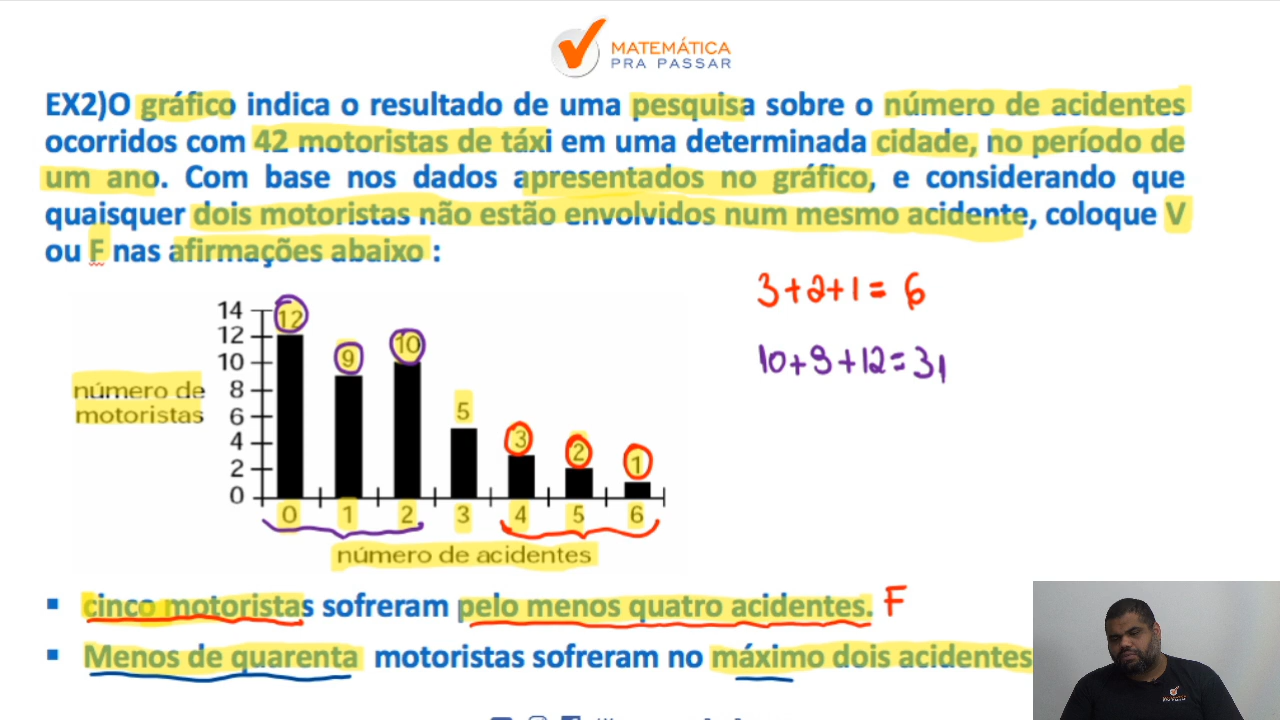 MATEMÁTICA
PRA PASSAR
EX2)O gráfico indica o resultado de uma pesquisa sobre o número de acidentes
ocorridos com 42 motoristas de táxi em uma determinada cidade, no período de
um ano. Com base nos dados apresentados no gráfico, e considerando que
quaisquer dois motoristas não estão envolvidos num mesmo acidente, coloque V
ou F nas afirmações abaixo :
3+2+1= 6
10+9+12=31
14
12
10
8
6
4
2
0
número de
motoristas
12
9
10
5
3
2
1
0 1 2 3 4 5 6
número de acidentes
▪ cinco motoristas sofreram pelo menos quatro acidentes. F
▪ Menos de quarenta motoristas sofreram no máximo dois acidentes